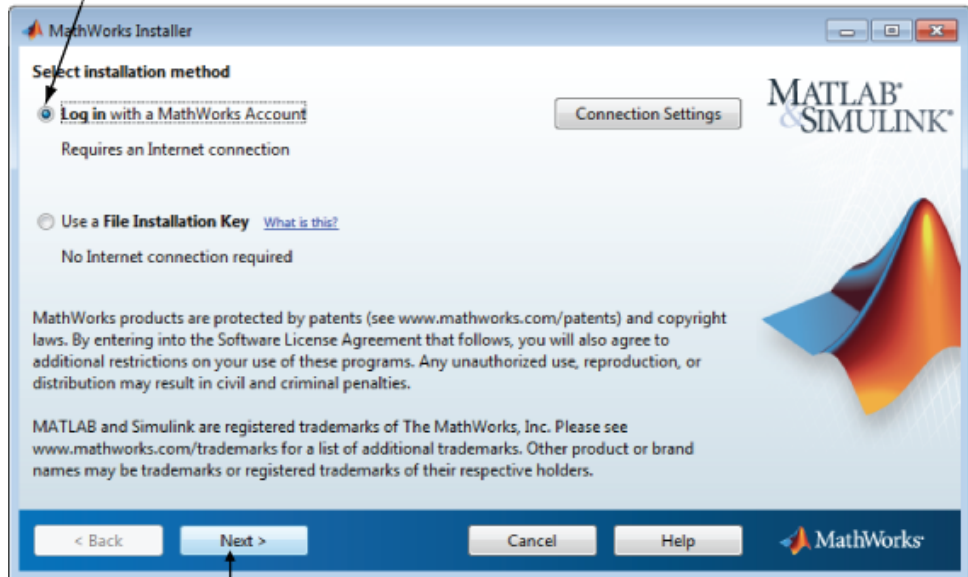 MathWorks Installer
Select installation method
Log in with a MathWorks Account
Connection Settings
Requires an Internet connection
MATLAB®
&SIMULINK®
Use a File Installation Key What is this?
No Internet connection required
MathWorks products are protected by patents (see www.mathworks.com/patents) and copyright
laws. By entering into the Software License Agreement that follows, you will also agree to
additional restrictions on your use of these programs. Any unauthorized use, reproduction, or
distribution may result in civil and criminal penalties.
MATLAB and Simulink are registered trademarks of The MathWorks, Inc. Please see
www.mathworks.com/trademarks for a list of additional trademarks. Other product or brand
names may be trademarks or registered trademarks of their respective holders.
< Back Next > Cancel Help MathWorks®